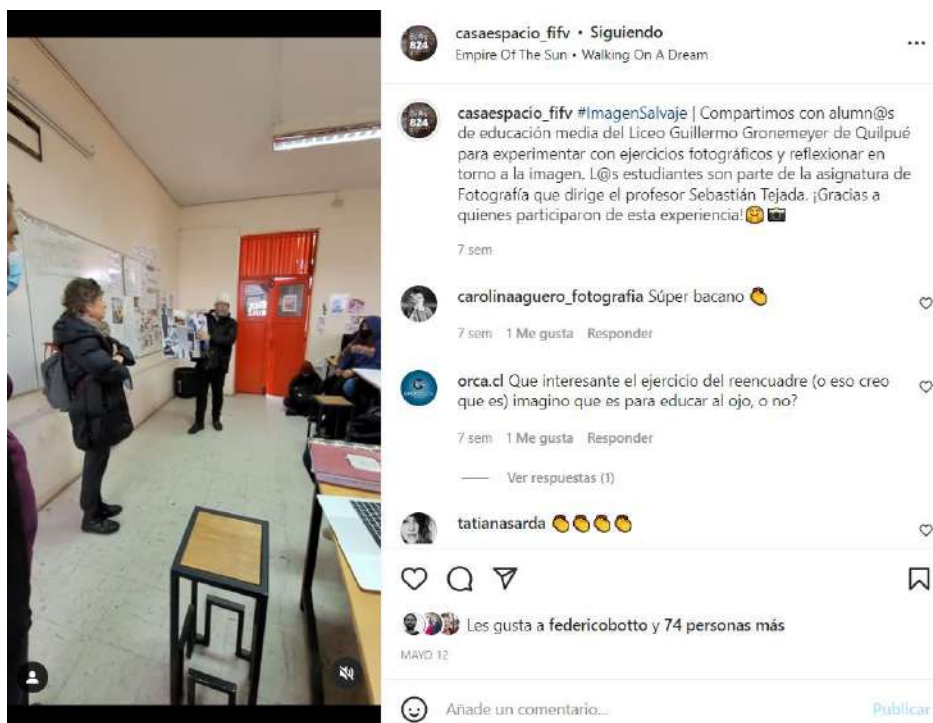 casaespacio_fifv • Siguiendo
Empire Of The Sun • Walking On A Dream
casaespacio_fifv #ImagenSalvaje | Compartimos con alumn@s
de educación media del Liceo Guillermo Gronemeyer de Quilpué
para experimentar con ejercicios fotográficos y reflexionar en
torno a la imagen. L@s estudiantes son parte de la asignatura de
Fotografía que dirige el profesor Sebastián Tejada. ¡Gracias a
quienes participaron de esta experiencia!
7 sem
carolinaaguero_fotografia Súper bacano
7 sem 1 Me gusta Responder
orca.cl Que interesante el ejercicio del reencuadre (o eso creo
que es) imagino que es para educar al ojo, o no?
7 sem 1 Me gusta Responder
Ver respuestas (1)
tatianasarda
Les gusta a federicobotto y 74 personas más
MAYO 12
Añade un comentario...
Publicar